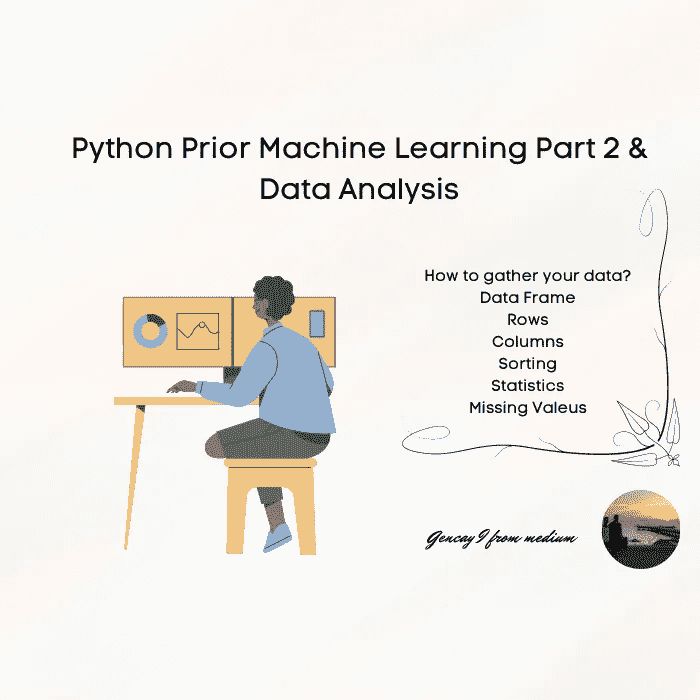 Python Prior Machine Learning Part 2 &
Data Analysis
How to gather your data?
Data Frame
Rows
Columns
Sorting
Statistics
Missing Valeus
Gencay I from medium